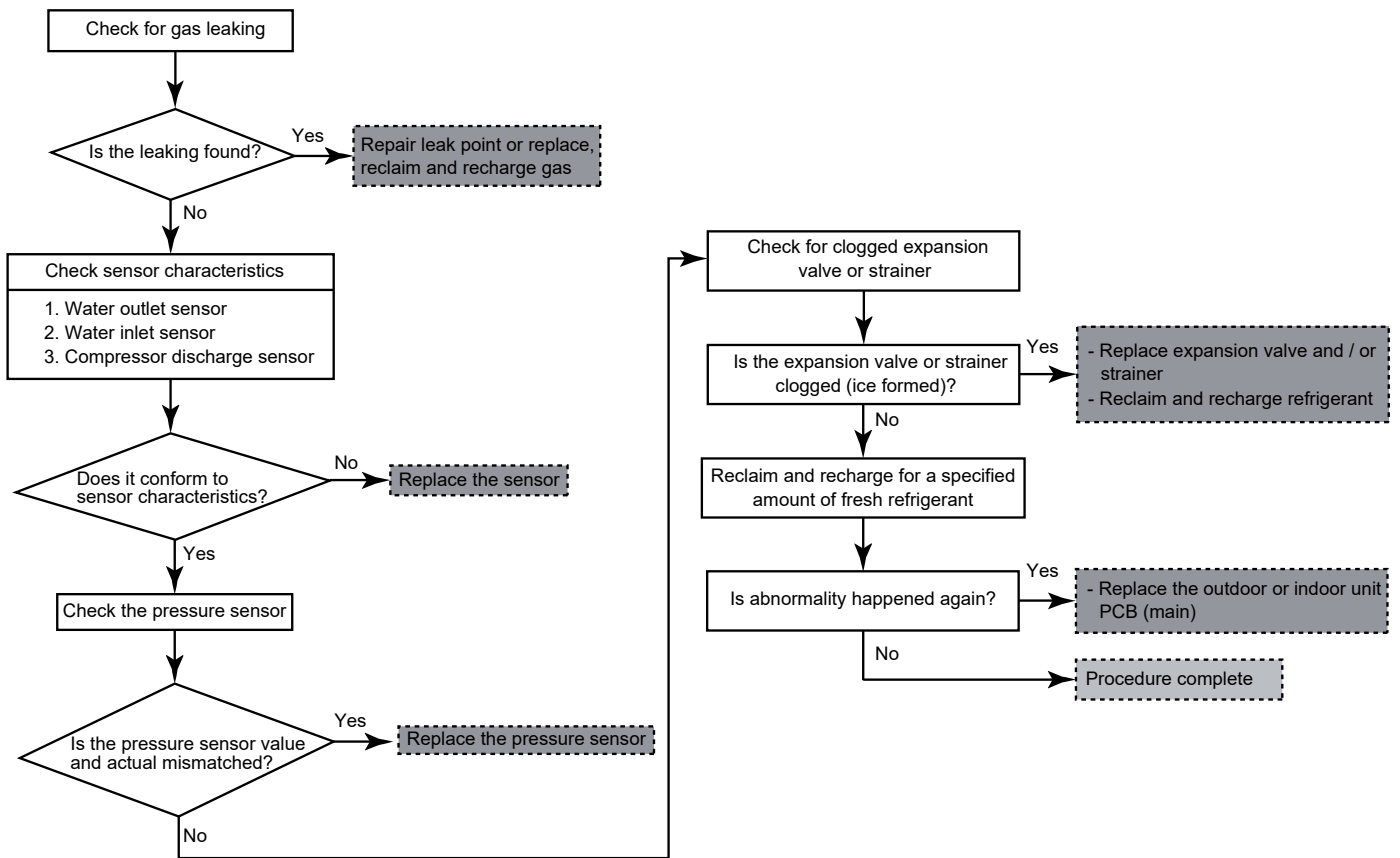 Check for gas leaking
Is the leaking found?
Yes
Repair leak point or replace,
reclaim and recharge gas
No
Check sensor characteristics
1. Water outlet sensor
2. Water inlet sensor
3. Compressor discharge sensor
Does it conform to
sensor characteristics?
No
Replace the sensor
Yes
Check the pressure sensor
Is the pressure sensor value
and actual mismatched?
Yes
Replace the pressure sensor
No
Check for clogged expansion
valve or strainer
Is the expansion valve or strainer
clogged (ice formed)?
Yes
- Replace expansion valve and / or
strainer
- Reclaim and recharge refrigerant
No
Reclaim and recharge for a specified
amount of fresh refrigerant
Is abnormality happened again?
Yes
- Replace the outdoor or indoor unit
PCB (main)
No
Procedure complete